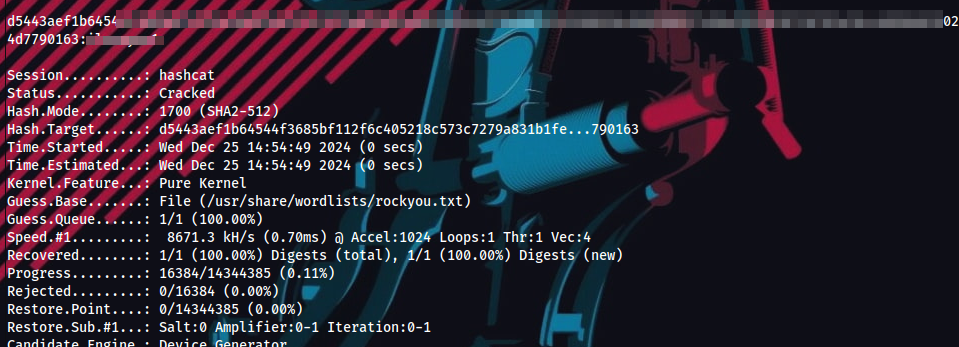 d5443aef1b6454 02
4d7790163:
Session..........: hashcat
Status...........: Cracked
Hash.Mode........: 1700 (SHA2-512)
Hash.Target......: d5443aef1b64544f3685bf112f6c405218c573c7279a831b1fe...790163
Time.Started.....: Wed Dec 25 14:54:49 2024 (0 secs)
Time.Estimated...: Wed Dec 25 14:54:49 2024 (0 secs)
Kernel.Feature...: Pure Kernel
Guess.Base.......: File (/usr/share/wordlists/rockyou.txt)
Guess.Queue......: 1/1 (100.00%)
Speed.#1.........:  8671.3 kH/s (0.70ms) @ Accel:1024 Loops:1 Thr:1 Vec:4
Recovered........: 1/1 (100.00%) Digests (total), 1/1 (100.00%) Digests (new)
Progress.........: 16384/14344385 (0.11%)
Rejected.........: 0/16384 (0.00%)
Restore.Point....: 0/14344385 (0.00%)
Restore.Sub.#1...: Salt:0 Amplifier:0-1 Iteration:0-1
Candidate.Engine.: Device Generator